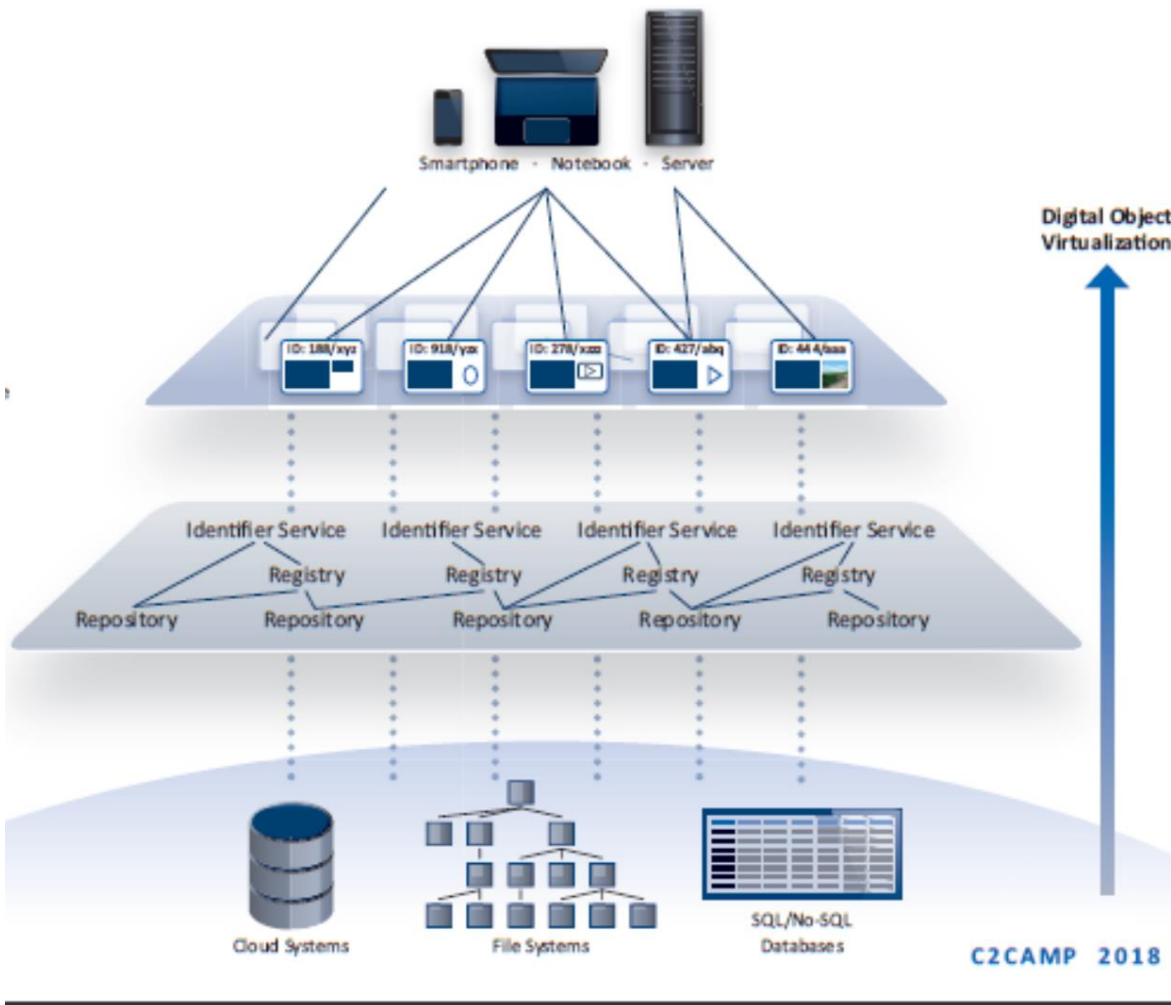 Smartphone - Notebook - Server
Digital Object
Virtualization
ID: 188/xyz
ID: 918/yzx
ID: 278/xzzz
ID: 427/abq
ID: 444/aaa
Identifier Service
Identifier Service
Identifier Service
Identifier Service
Registry
Registry
Registry
Registry
Repository
Repository
Repository
Repository
Repository
Cloud Systems
File Systems
SQL/No-SQL
Databases
C2CAMP 2018